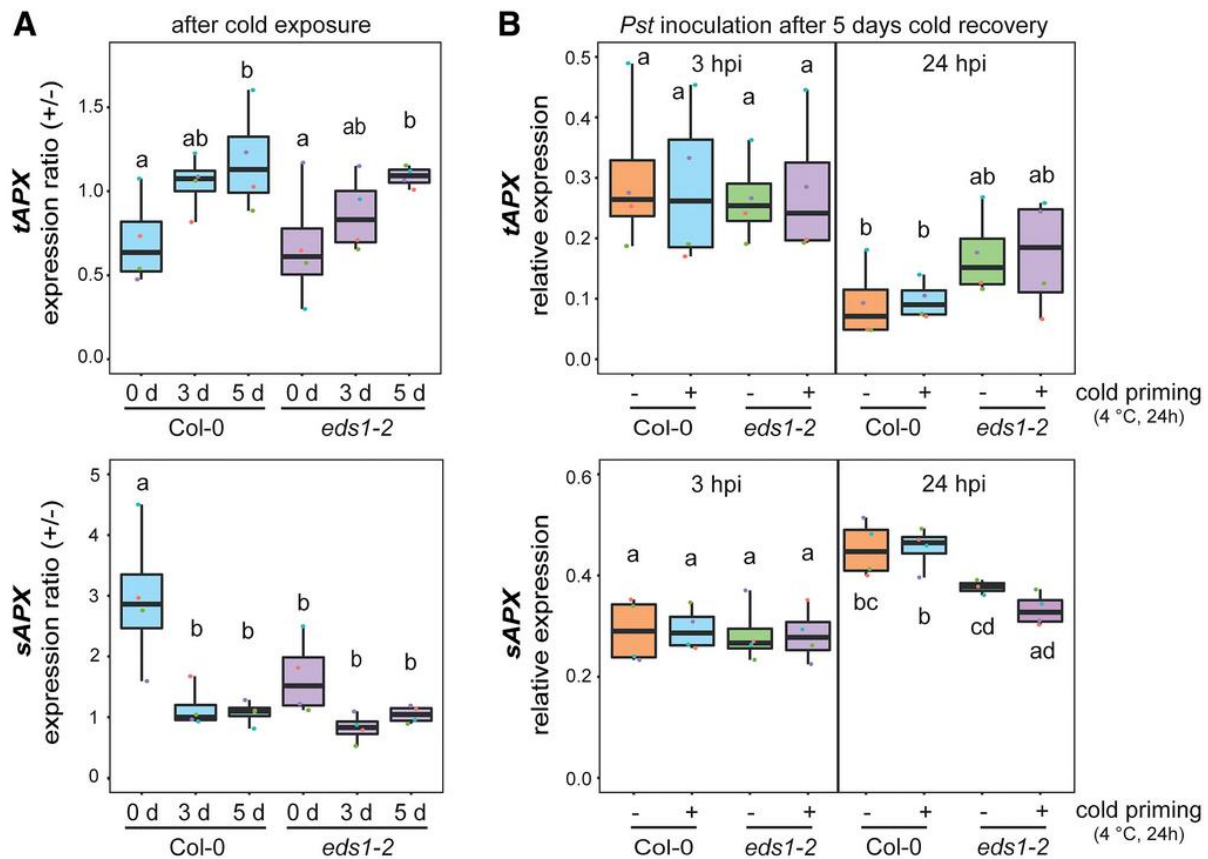 A
after cold exposure
tAPX
expression ratio (+/-)
1.5
1.0
0.5
0.0
a
ab
b
a
ab
b
0 d 3 d 5 d 0 d 3 d 5 d
Col-0 eds1-2
sAPX
expression ratio (+/-)
5
4
3
2
1
0
a
b
b
b
b
b
0 d 3 d 5 d 0 d 3 d 5 d
Col-0 eds1-2
B
Pst inoculation after 5 days cold recovery
tAPX
relative expression
0.5
0.3
0.2
0.1
0.0
3 hpi
24 hpi
a
a
a
a
b
b
ab
ab
- + - + - + - + cold priming
(4 °C, 24h)
Col-0 eds1-2 Col-0 eds1-2
sAPX
relative expression
0.6
0.4
0.2
0.0
3 hpi
24 hpi
a
a
a
a
bc
b
cd
ad
- + - + - + - + cold priming
(4 °C, 24h)
Col-0 eds1-2 Col-0 eds1-2